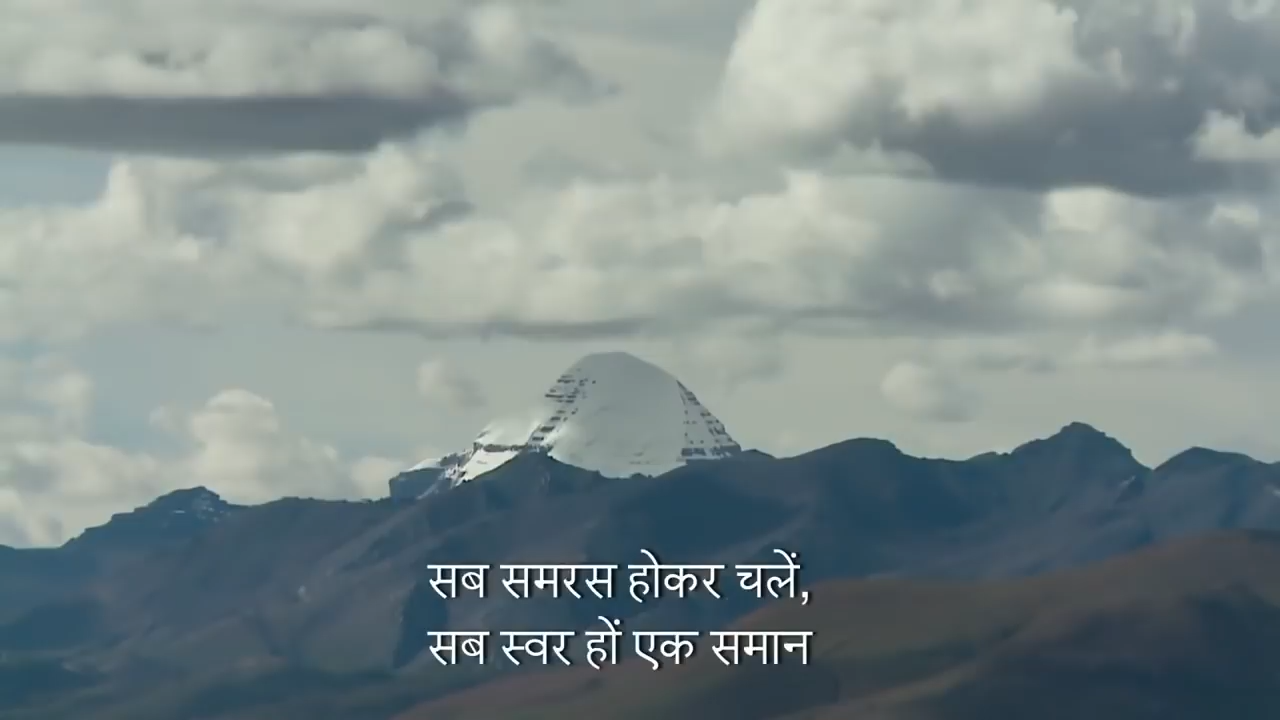 सब समरस होकर चलें,
सब स्वर हों एक समान